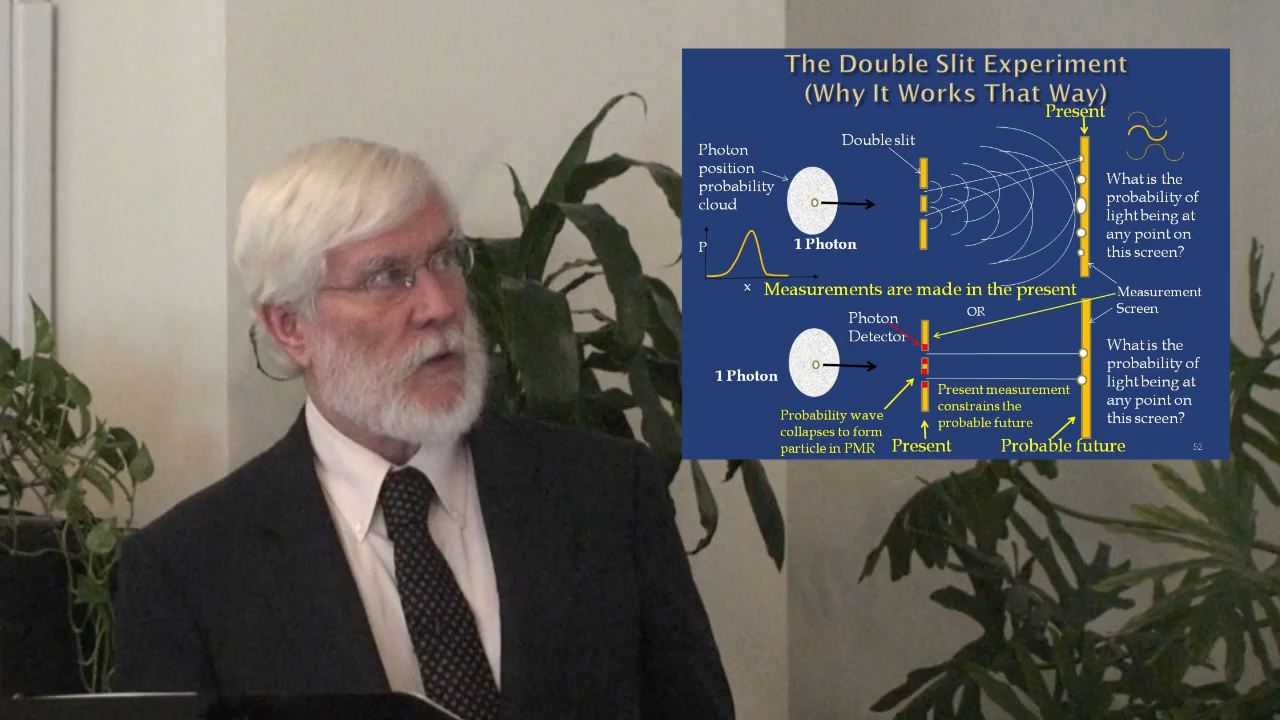 The Double Slit Experiment
(Why It Works That Way)
Present
Double slit
Photon
position
probability
cloud
1 Photon
What is the
probability of
light being at
any point on
this screen?
P
x
Measurements are made in the present
Measurement
Screen
OR
Photon
Detector
1 Photon
What is the
probability of
light being at
any point on
this screen?
Present measurement
constrains the
probable future
Probability wave
collapses to form
particle in PMR
Present
Probable future
52